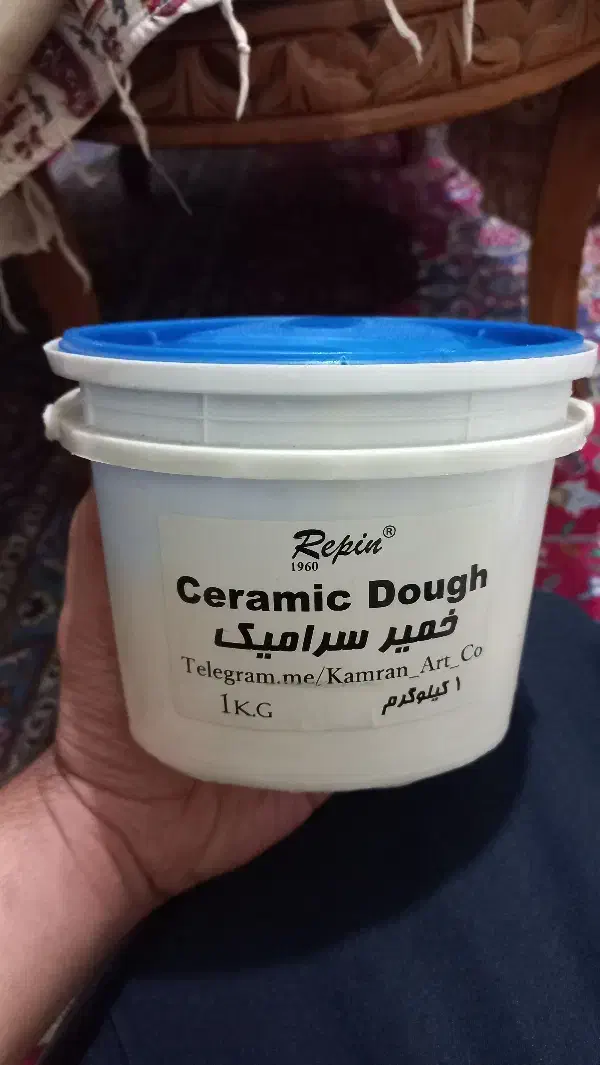 Repin®
1960
Ceramic Dough
خمیر سرامیک
Telegram.me/Kamran_Art_Co
1K.G ۱ کیلوگرم